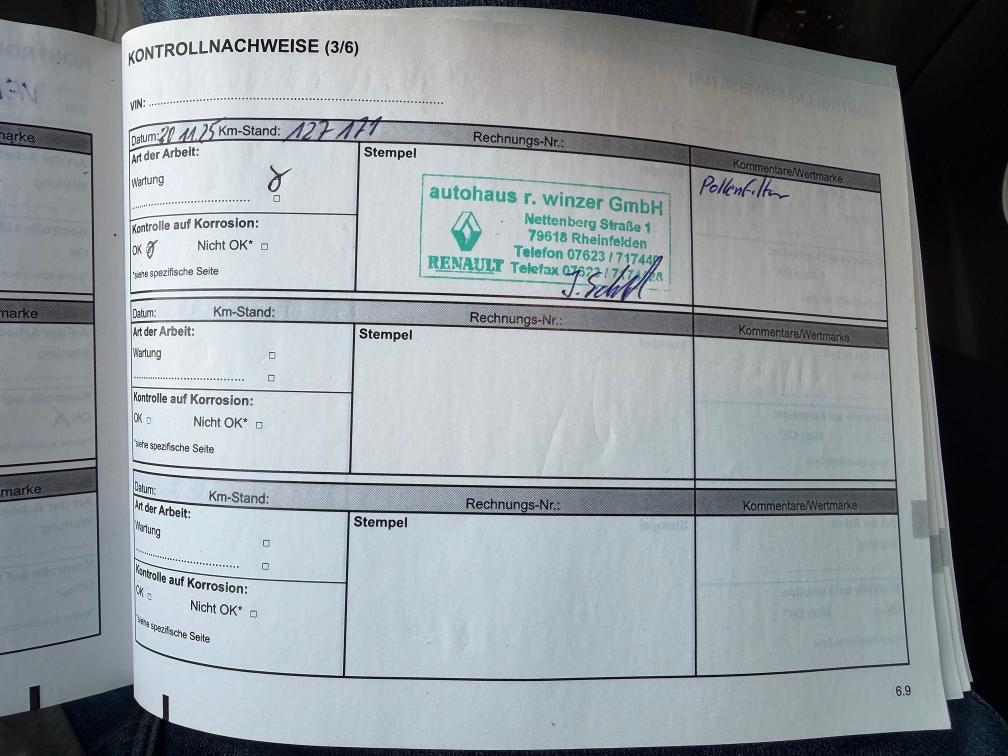 KONTROLLNACHWEISE (3/6)
VIN: ..........
Datum: 20 11 25 Km-Stand: 127 171 Rechnungs-Nr.: Kommentare/Wertmarke
Art der Arbeit:
Wartung
Kontrolle auf Korrosion:
OK Nicht OK*
*siehe spezifische Seite
Stempel
autohaus r. winzer GmbH
Nettenberg Straße 1
79618 Rheinfelden
Telefon 07623 / 71744
RENAULT Telefax
Pollenfilter
Datum: Km-Stand: Rechnungs-Nr.: Kommentare/Wertmarke
Art der Arbeit:
Wartung
Kontrolle auf Korrosion:
OK Nicht OK*
*siehe spezifische Seite
Stempel
Datum: Km-Stand: Rechnungs-Nr.: Kommentare/Wertmarke
Art der Arbeit:
Wartung
Kontrolle auf Korrosion:
OK Nicht OK*
*siehe spezifische Seite
Stempel
6.9